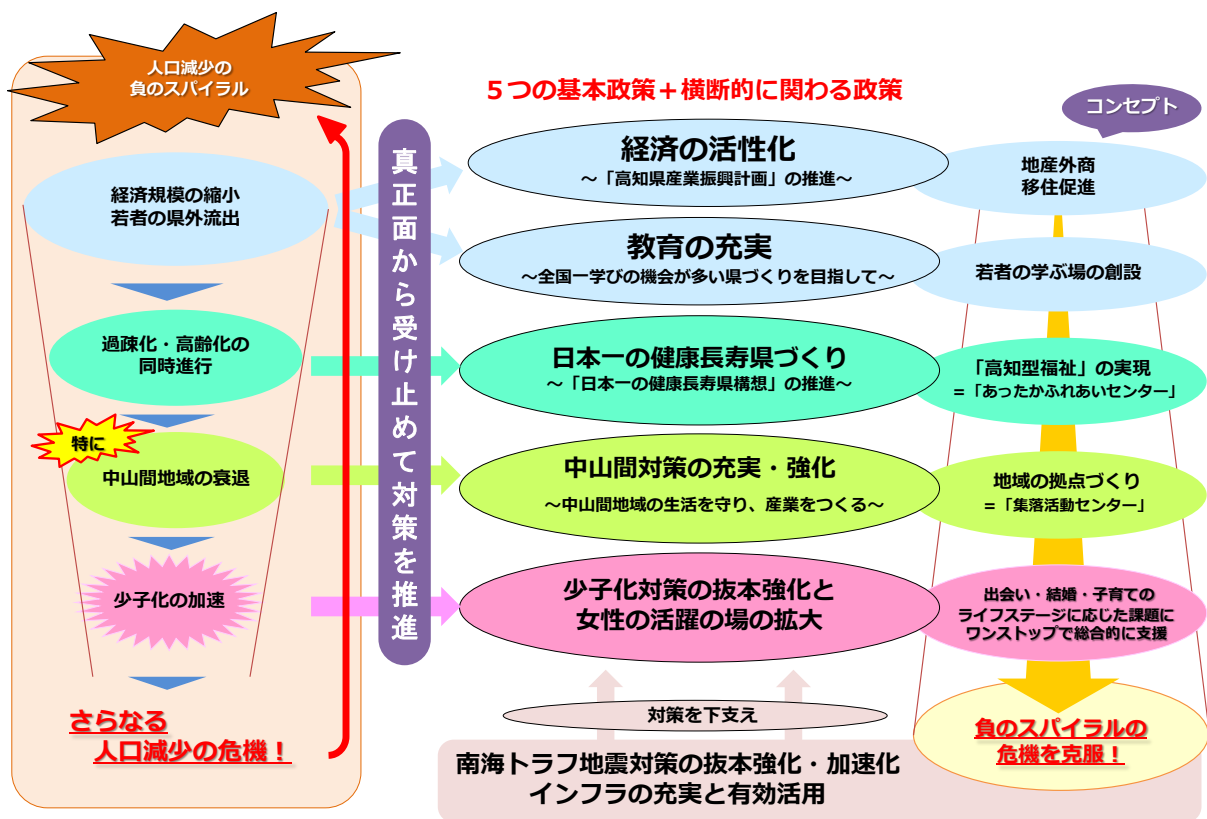 人口減少の
負のスパイラル
経済規模の縮小
若者の県外流出
過疎化・高齢化の
同時進行
特に
中山間地域の衰退
少子化の加速
さらなる
人口減少の危機！
真正面から受け止めて対策を推進
５つの基本政策＋横断的に関わる政策
経済の活性化
～「高知県産業振興計画」の推進～
教育の充実
～全国一学びの機会が多い県づくりを目指して～
日本一の健康長寿県づくり
～「日本一の健康長寿県構想」の推進～
中山間対策の充実・強化
～中山間地域の生活を守り、産業をつくる～
少子化対策の抜本強化と
女性の活躍の場の拡大
対策を下支え
南海トラフ地震対策の抜本強化・加速化
インフラの充実と有効活用
コンセプト
地産外商
移住促進
若者の学ぶ場の創設
「高知型福祉」の実現
＝「あったかふれあいセンター」
地域の拠点づくり
＝「集落活動センター」
出会い・結婚・子育ての
ライフステージに応じた課題に
ワンストップで総合的に支援
負のスパイラルの
危機を克服！